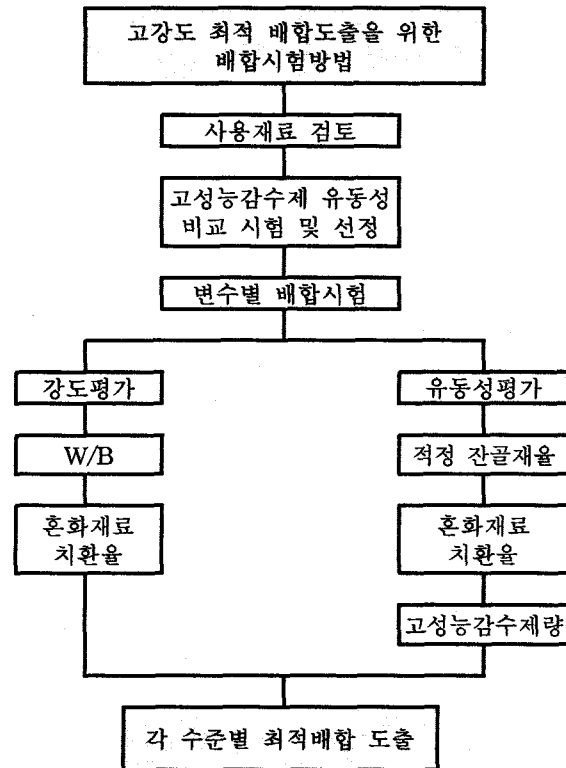 고강도 최적 배합도출을 위한
배합시험방법
사용재료 검토
고성능감수제 유동성
비교 시험 및 선정
변수별 배합시험
강도평가
W/B
혼화재료
치환율
유동성평가
적정 잔골재율
혼화재료
치환율
고성능감수제량
각 수준별 최적배합 도출